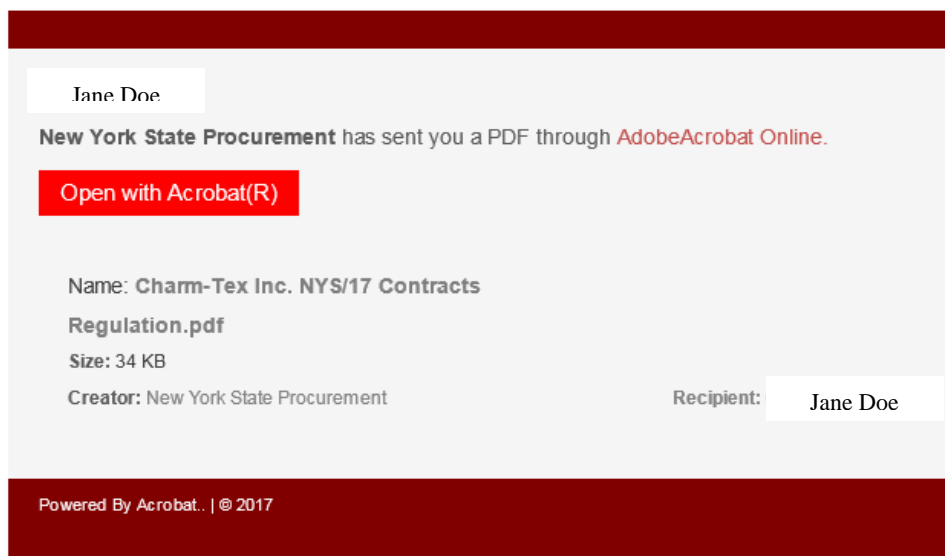 Jane Doe
New York State Procurement has sent you a PDF through AdobeAcrobat Online.
Open with Acrobat(R)
Name: Charm-Tex Inc. NYS/17 Contracts
Regulation.pdf
Size: 34 KB
Creator: New York State Procurement
Recipient: Jane Doe
Powered By Acrobat.. | © 2017